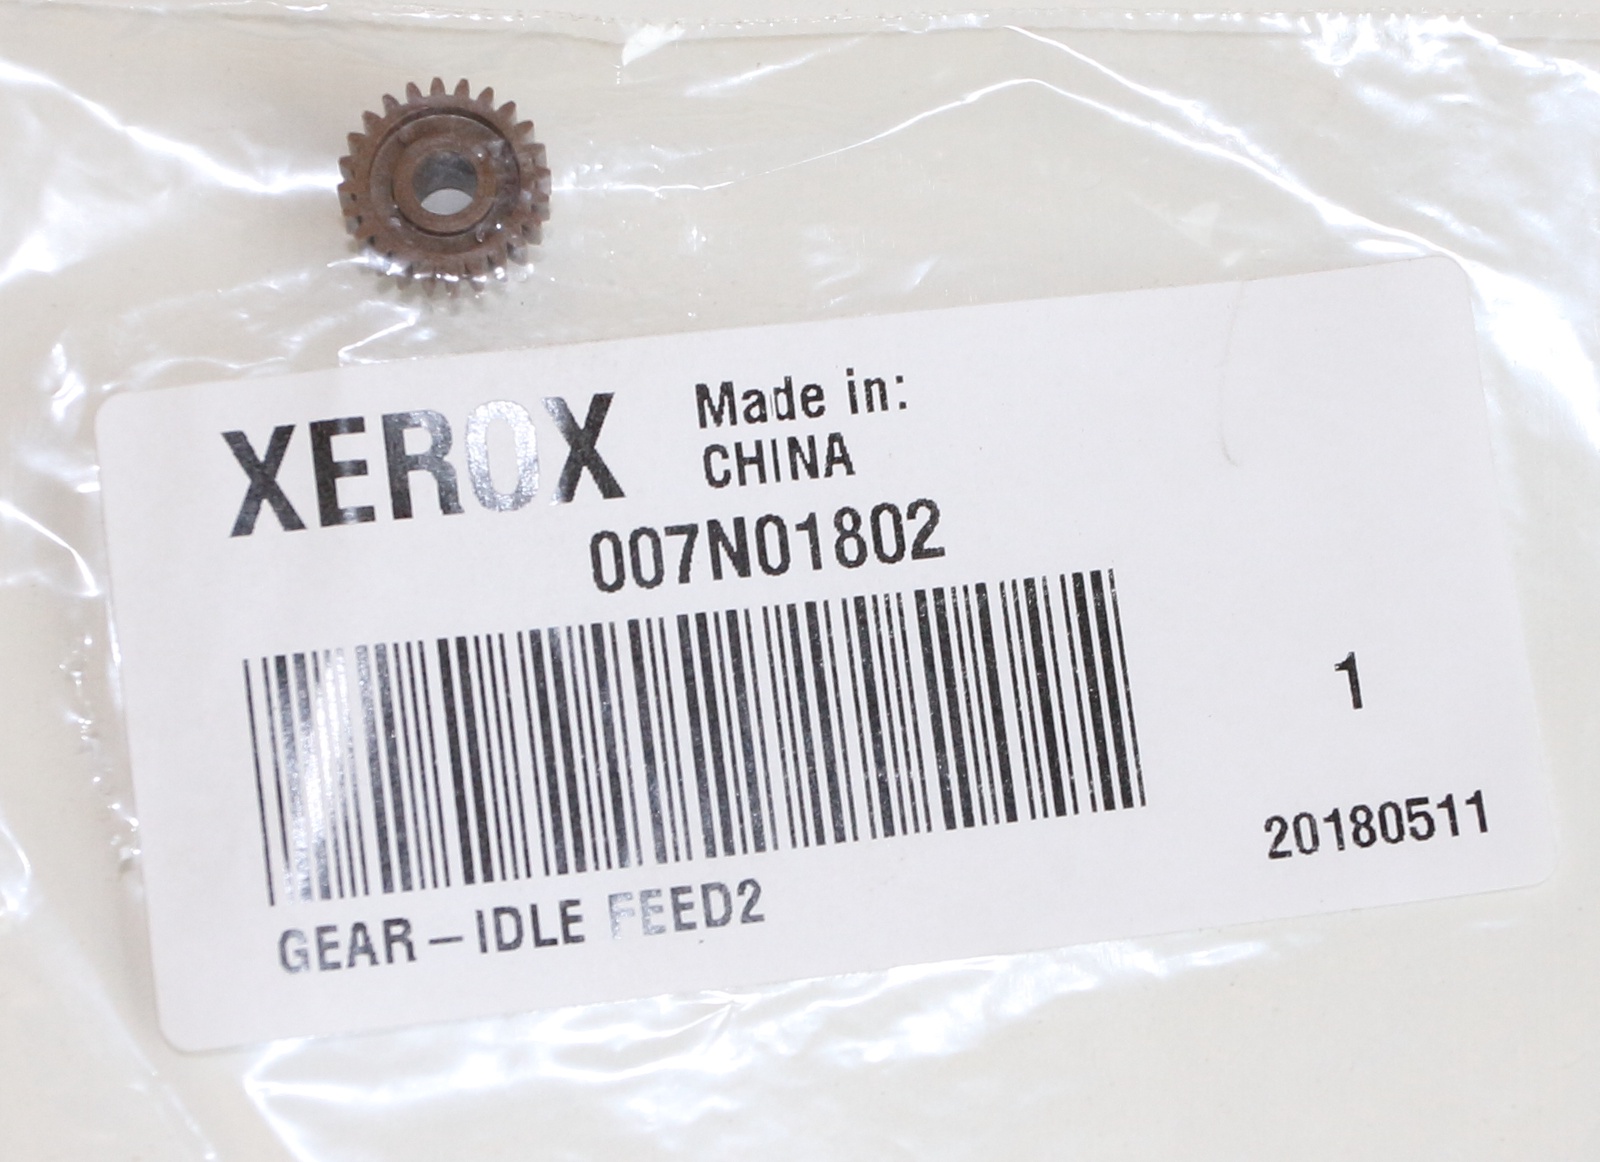 XEROX
Made in:
CHINA
007N01802
1
20180511
GEAR-IDLE FEED2